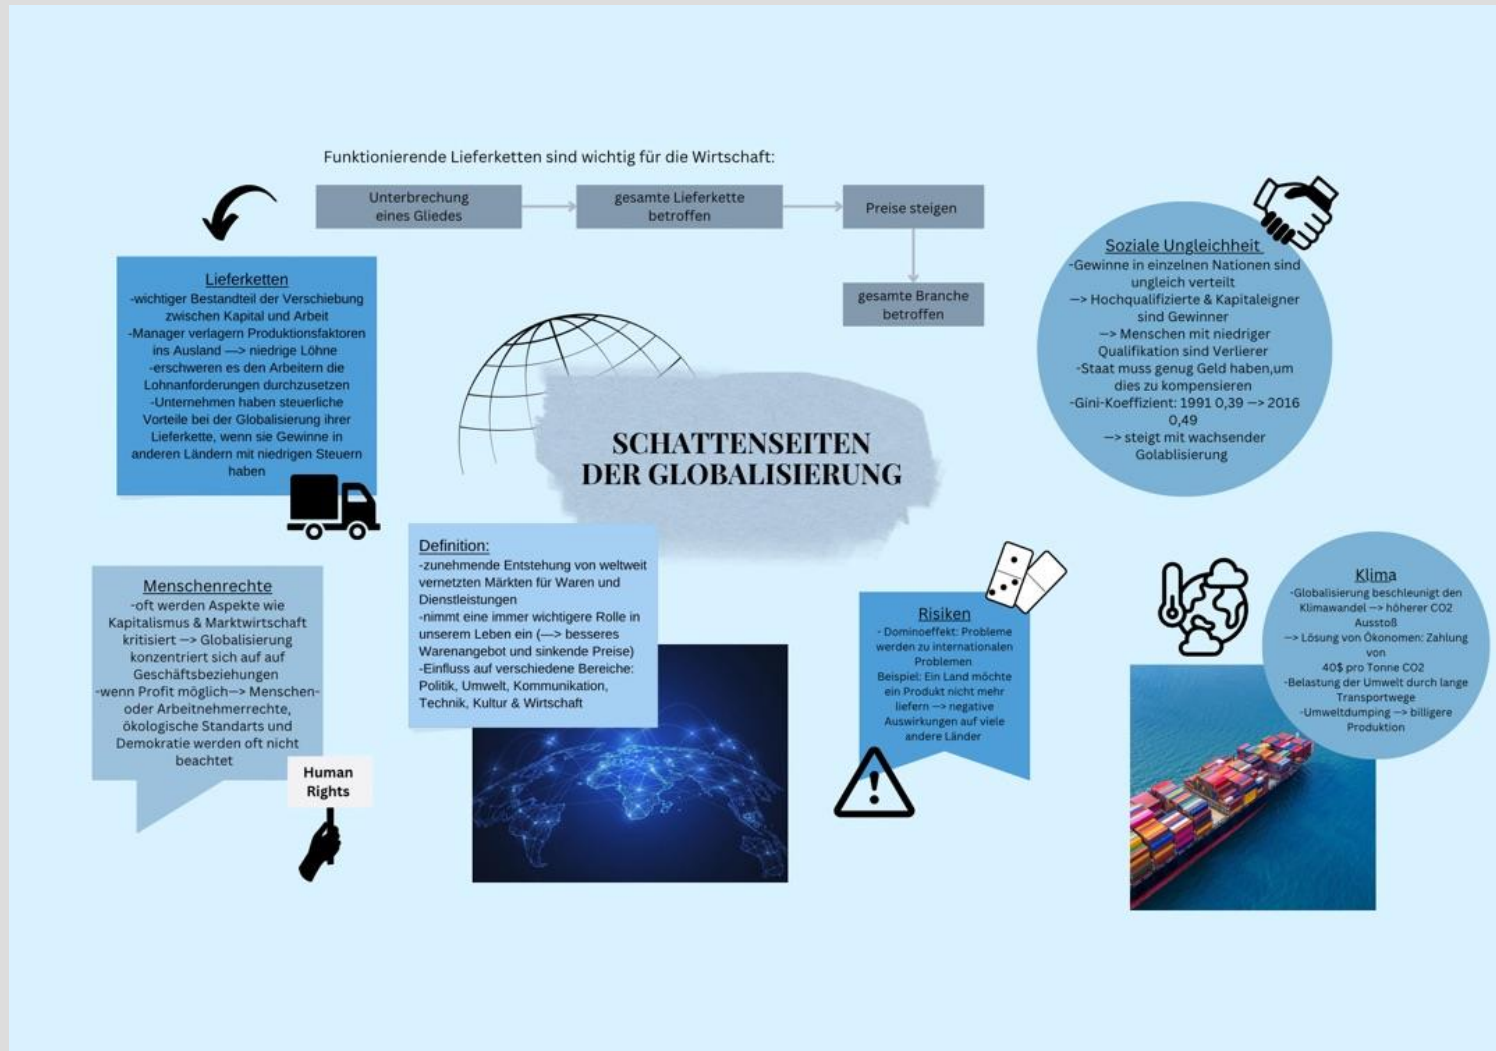 Funktionierende Lieferketten sind wichtig für die Wirtschaft:
Unterbrechung
eines Gliedes
gesamte Lieferkette
betroffen
Preise steigen
gesamte Branche
betroffen
Lieferketten
-wichtiger Bestandteil der Verschiebung
zwischen Kapital und Arbeit
-Manager verlagern Produktionsfaktoren
ins Ausland —> niedrige Löhne
-erschweren es den Arbeitern die
Lohnanforderungen durchzusetzen
-Unternehmen haben steuerliche
Vorteile bei der Globalisierung ihrer
Lieferkette, wenn sie Gewinne in
anderen Ländern mit niedrigen Steuern
haben
SCHATTENSEITEN
DER GLOBALISIERUNG
Soziale Ungleichheit
-Gewinne in einzelnen Nationen sind
ungleich verteilt
—> Hochqualifizierte & Kapitaleigner
sind Gewinner
—> Menschen mit niedriger
Qualifikation sind Verlierer
-Staat muss genug Geld haben,um
dies zu kompensieren
-Gini-Koeffizient: 1991 0,39 —> 2016
0,49
—> steigt mit wachsender
Golablisierung
Menschenrechte
-oft werden Aspekte wie
Kapitalismus & Marktwirtschaft
kritisiert —> Globalisierung
konzentriert sich auf auf
Geschäftsbeziehungen
-wenn Profit möglich—> Menschen-
oder Arbeitnehmerrechte,
ökologische Standarts und
Demokratie werden oft nicht
beachtet
Human
Rights
Definition:
-zunehmende Entstehung von weltweit
vernetzten Märkten für Waren und
Dienstleistungen
-nimmt eine immer wichtigere Rolle in
unserem Leben ein (—> besseres
Warenangebot und sinkende Preise)
-Einfluss auf verschiedene Bereiche:
Politik, Umwelt, Kommunikation,
Technik, Kultur & Wirtschaft
Risiken
- Dominoeffekt: Probleme
werden zu internationalen
Problemen
Beispiel: Ein Land möchte
ein Produkt nicht mehr
liefern —> negative
Auswirkungen auf viele
andere Länder
Klima
-Globalisierung beschleunigt den
Klimawandel —> höherer CO2
Ausstoß
—> Lösung von Ökonomen: Zahlung
von
40$ pro Tonne CO2
-Belastung der Umwelt durch lange
Transportwege
-Umweltdumping —> billigere
Produktion